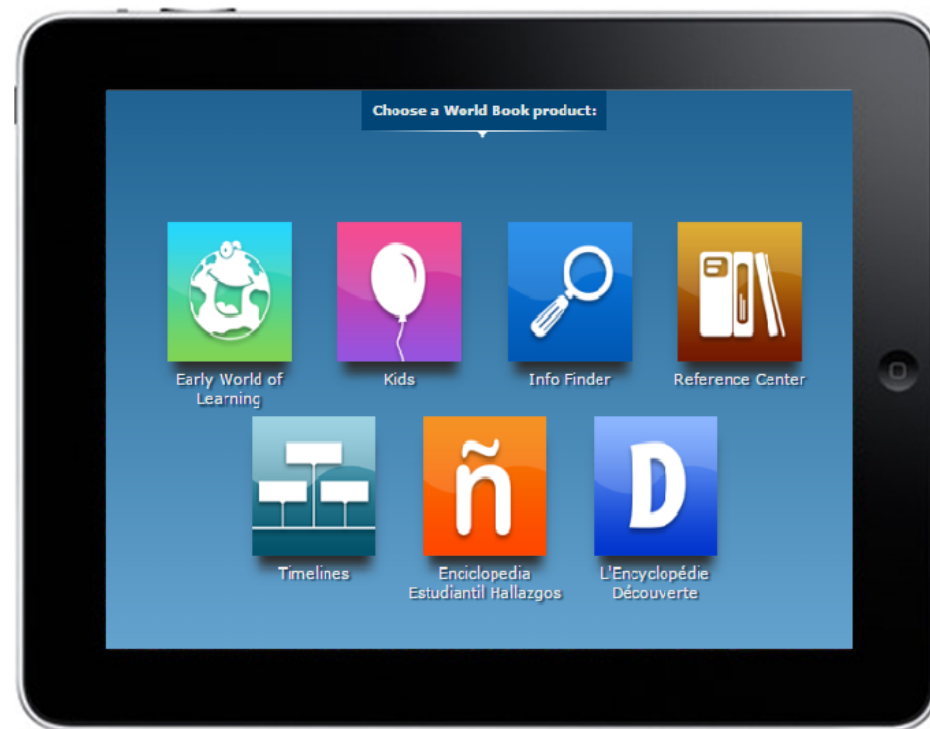 Choose a World Book product:
Early World of
Learning
Kids
Info Finder
Reference Center
Timelines
Enciclopedia
Estudiantil Hallazgos
L'Encyclopédie
Découverte
ñ
D